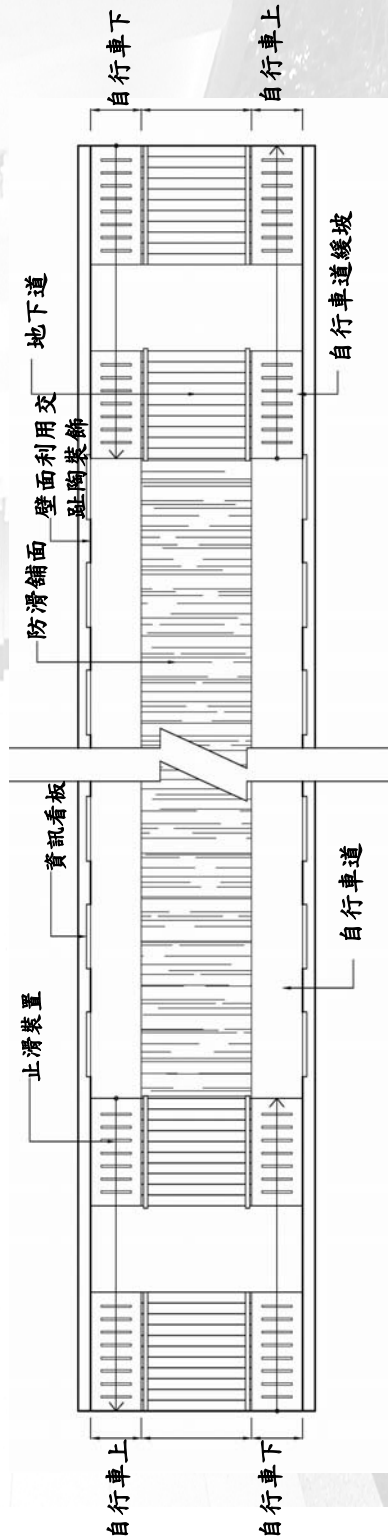 自行車上
自行車下
止滑裝置
資訊看板
防滑舖面
壁面利用交
趾陶裝飾
地下道
自行車下
自行車上
自行車道
自行車道緩坡